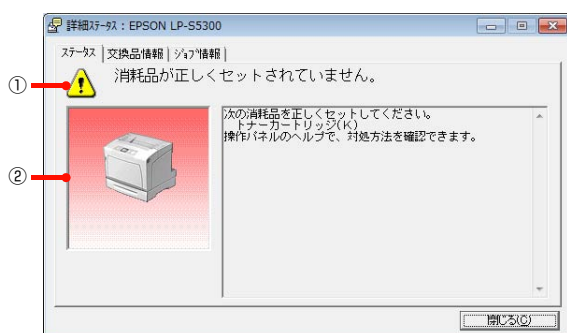 詳細ステータス：EPSON LP-S5300
ステータス 交換品情報 ジョブ情報
① 消耗品が正しくセットされていません。
② 次の消耗品を正しくセットしてください。
トナーカートリッジ(K)
操作パネルのヘルプで、対処方法を確認できます。
閉じる(C)